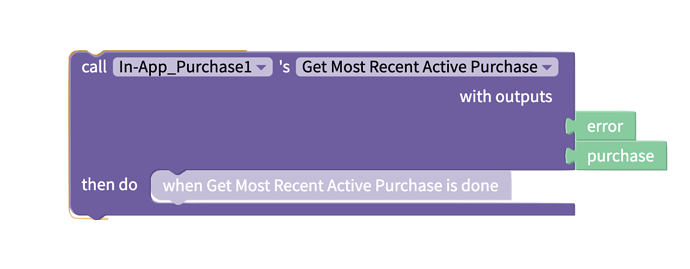 call In-App_Purchase1 's Get Most Recent Active Purchase
with outputs
error
purchase
then do when Get Most Recent Active Purchase is done